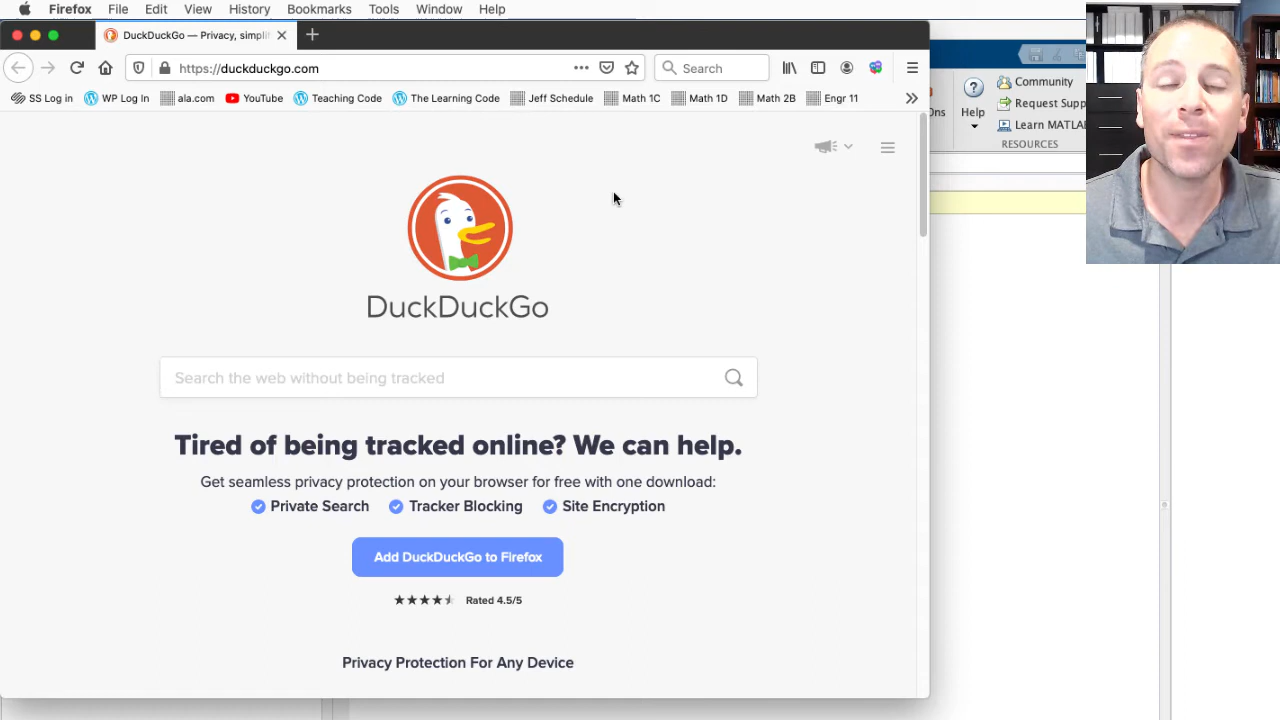 Firefox File Edit View History Bookmarks Tools Window Help
DuckDuckGo — Privacy, simplifi
https://duckduckgo.com
Search
SS Log in WP Log In ala.com YouTube Teaching Code The Learning Code Jeff Schedule Math 1C Math 1D Math 2B Engr 11
DuckDuckGo
Search the web without being tracked
Tired of being tracked online? We can help.
Get seamless privacy protection on your browser for free with one download:
Private Search Tracker Blocking Site Encryption
Add DuckDuckGo to Firefox
Rated 4.5/5
Privacy Protection For Any Device
Ons
Help
Community
Request Supp
Learn MATLA
RESOURCES